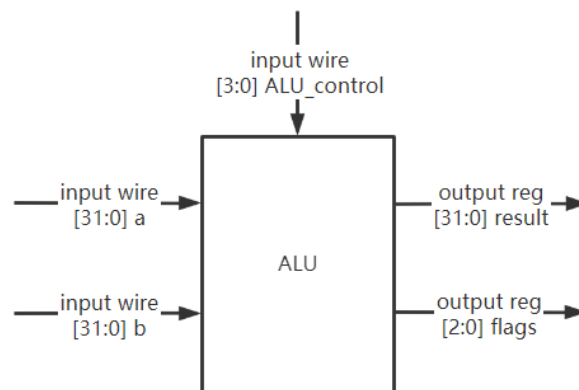 input wire
[3:0] ALU_control
input wire
[31:0] a
output reg
[31:0] result
ALU
input wire
[31:0] b
output reg
[2:0] flags